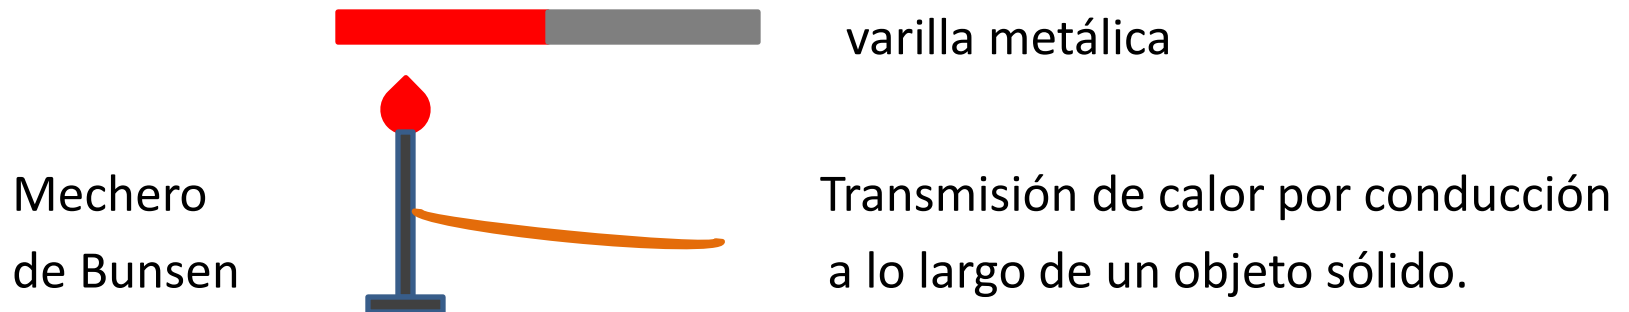 varilla metálica
Mechero
de Bunsen
Transmisión de calor por conducción
a lo largo de un objeto sólido.